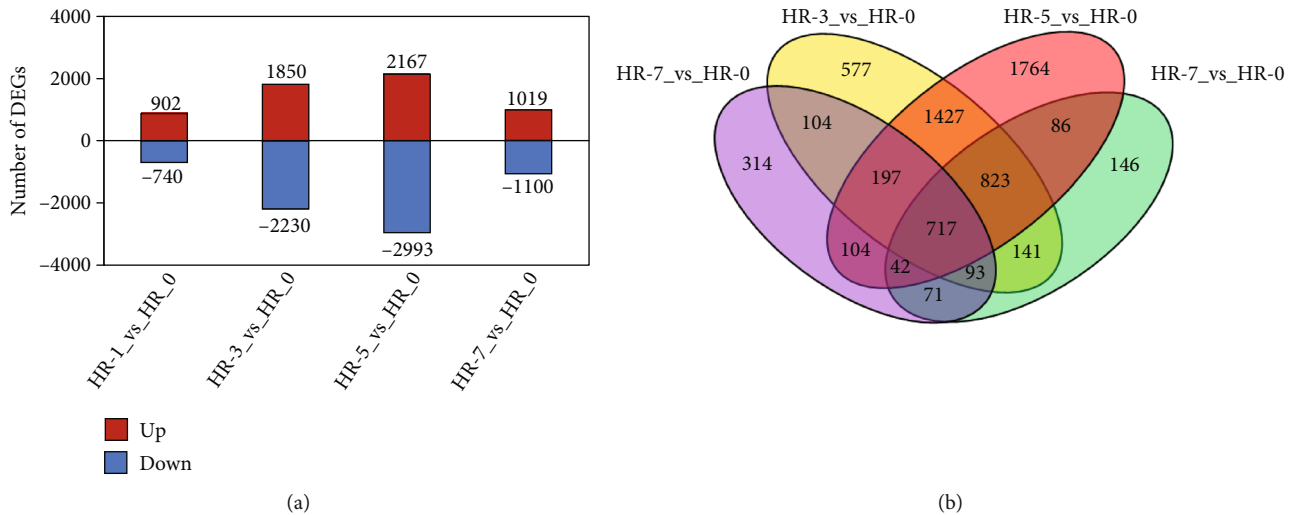 4000
2000
0
−2000
−4000
Number of DEGs
902
1850
2167
1019
−740
−2230
−2993
−1100
HR-1_vs_HR_0
HR-3_vs_HR_0
HR-5_vs_HR_0
HR-7_vs_HR_0
Up
Down
(a)
HR-3_vs_HR-0
HR-5_vs_HR-0
HR-7_vs_HR-0
HR-7_vs_HR-0
577
1764
104
1427
86
314
197
823
146
717
104
42
93
141
71
(b)